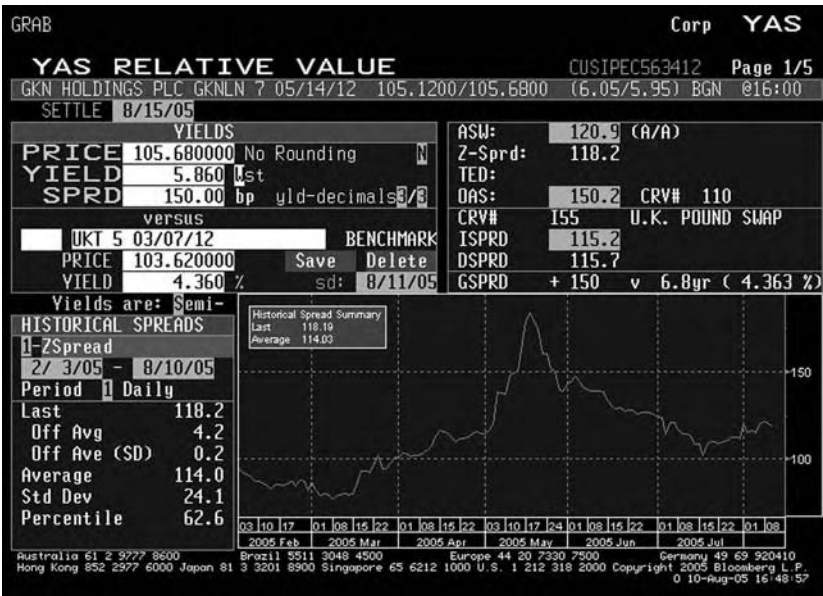 GRAB Corp YAS
YAS RELATIVE VALUE CUSIPEC563412 Page 1/5
GKN HOLDINGS PLC GKNLN 7 05/14/12 105.1200/105.6800 (6.05/5.95) BGN @16:00
SETTLE 8/15/05
YIELDS
PRICE 105.680000 No Rounding N
YIELD 5.860 Wst
SPRD 150.00 bp yld-decimals3/3
versus
UKT 5 03/07/12 BENCHMARK
PRICE 103.620000 Save Delete
YIELD 4.360 % sd: 8/11/05
Yields are: Semi-
ASW: 120.9 (A/A)
Z-Sprd: 118.2
TED:
OAS: 150.2 CRV# 110
CRV# I55 U.K. POUND SWAP
ISPRD 115.2
DSPRD 115.7
GSPRD + 150 v 6.8yr ( 4.363 %)
HISTORICAL SPREADS
1-ZSpread
2/ 3/05 - 8/10/05
Period 1 Daily
Last 118.2
Off Avg 4.2
Off Ave (SD) 0.2
Average 114.0
Std Dev 24.1
Percentile 62.6
Historical Spread Summary
Last 118.19
Average 114.03
150
100
03 10 17 01 08 15 22 01 08 15 22 03 10 17 24 01 08 15 22 01 08 15 22 01 08
2005 Feb 2005 Mar 2005 Apr 2005 May 2005 Jun 2005 Jul
Australia 61 2 9777 8600 Brazil 5511 3048 4500 Europe 44 20 7330 7500 Germany 49 69 920410
Hong Kong 852 2977 6000 Japan 81 3 3201 8900 Singapore 65 6212 1000 U.S. 1 212 318 2000 Copyright 2005 Bloomberg L.P.
0 10-Aug-05 16:48:57